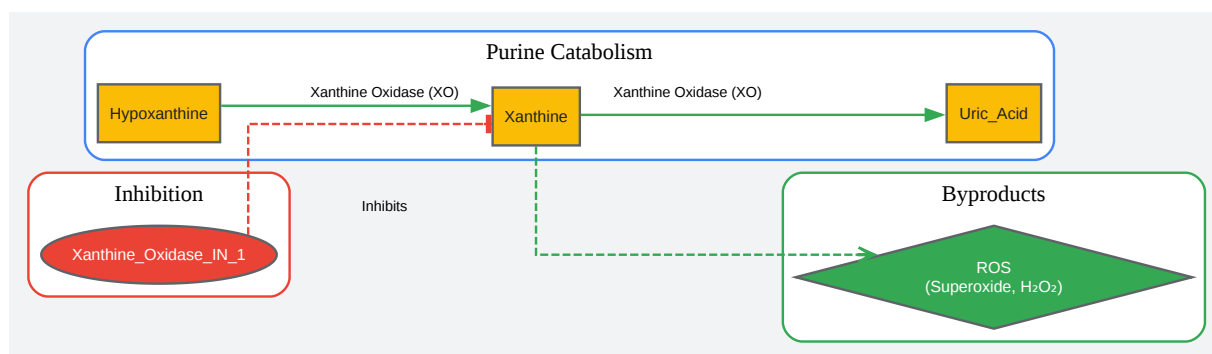 Purine Catabolism
Xanthine Oxidase (XO)
Xanthine Oxidase (XO)
Hypoxanthine
Xanthine
Uric_Acid
Inhibition
Byproducts
Inhibits
Xanthine_Oxidase_IN_1
ROS
(Superoxide, H₂O₂)